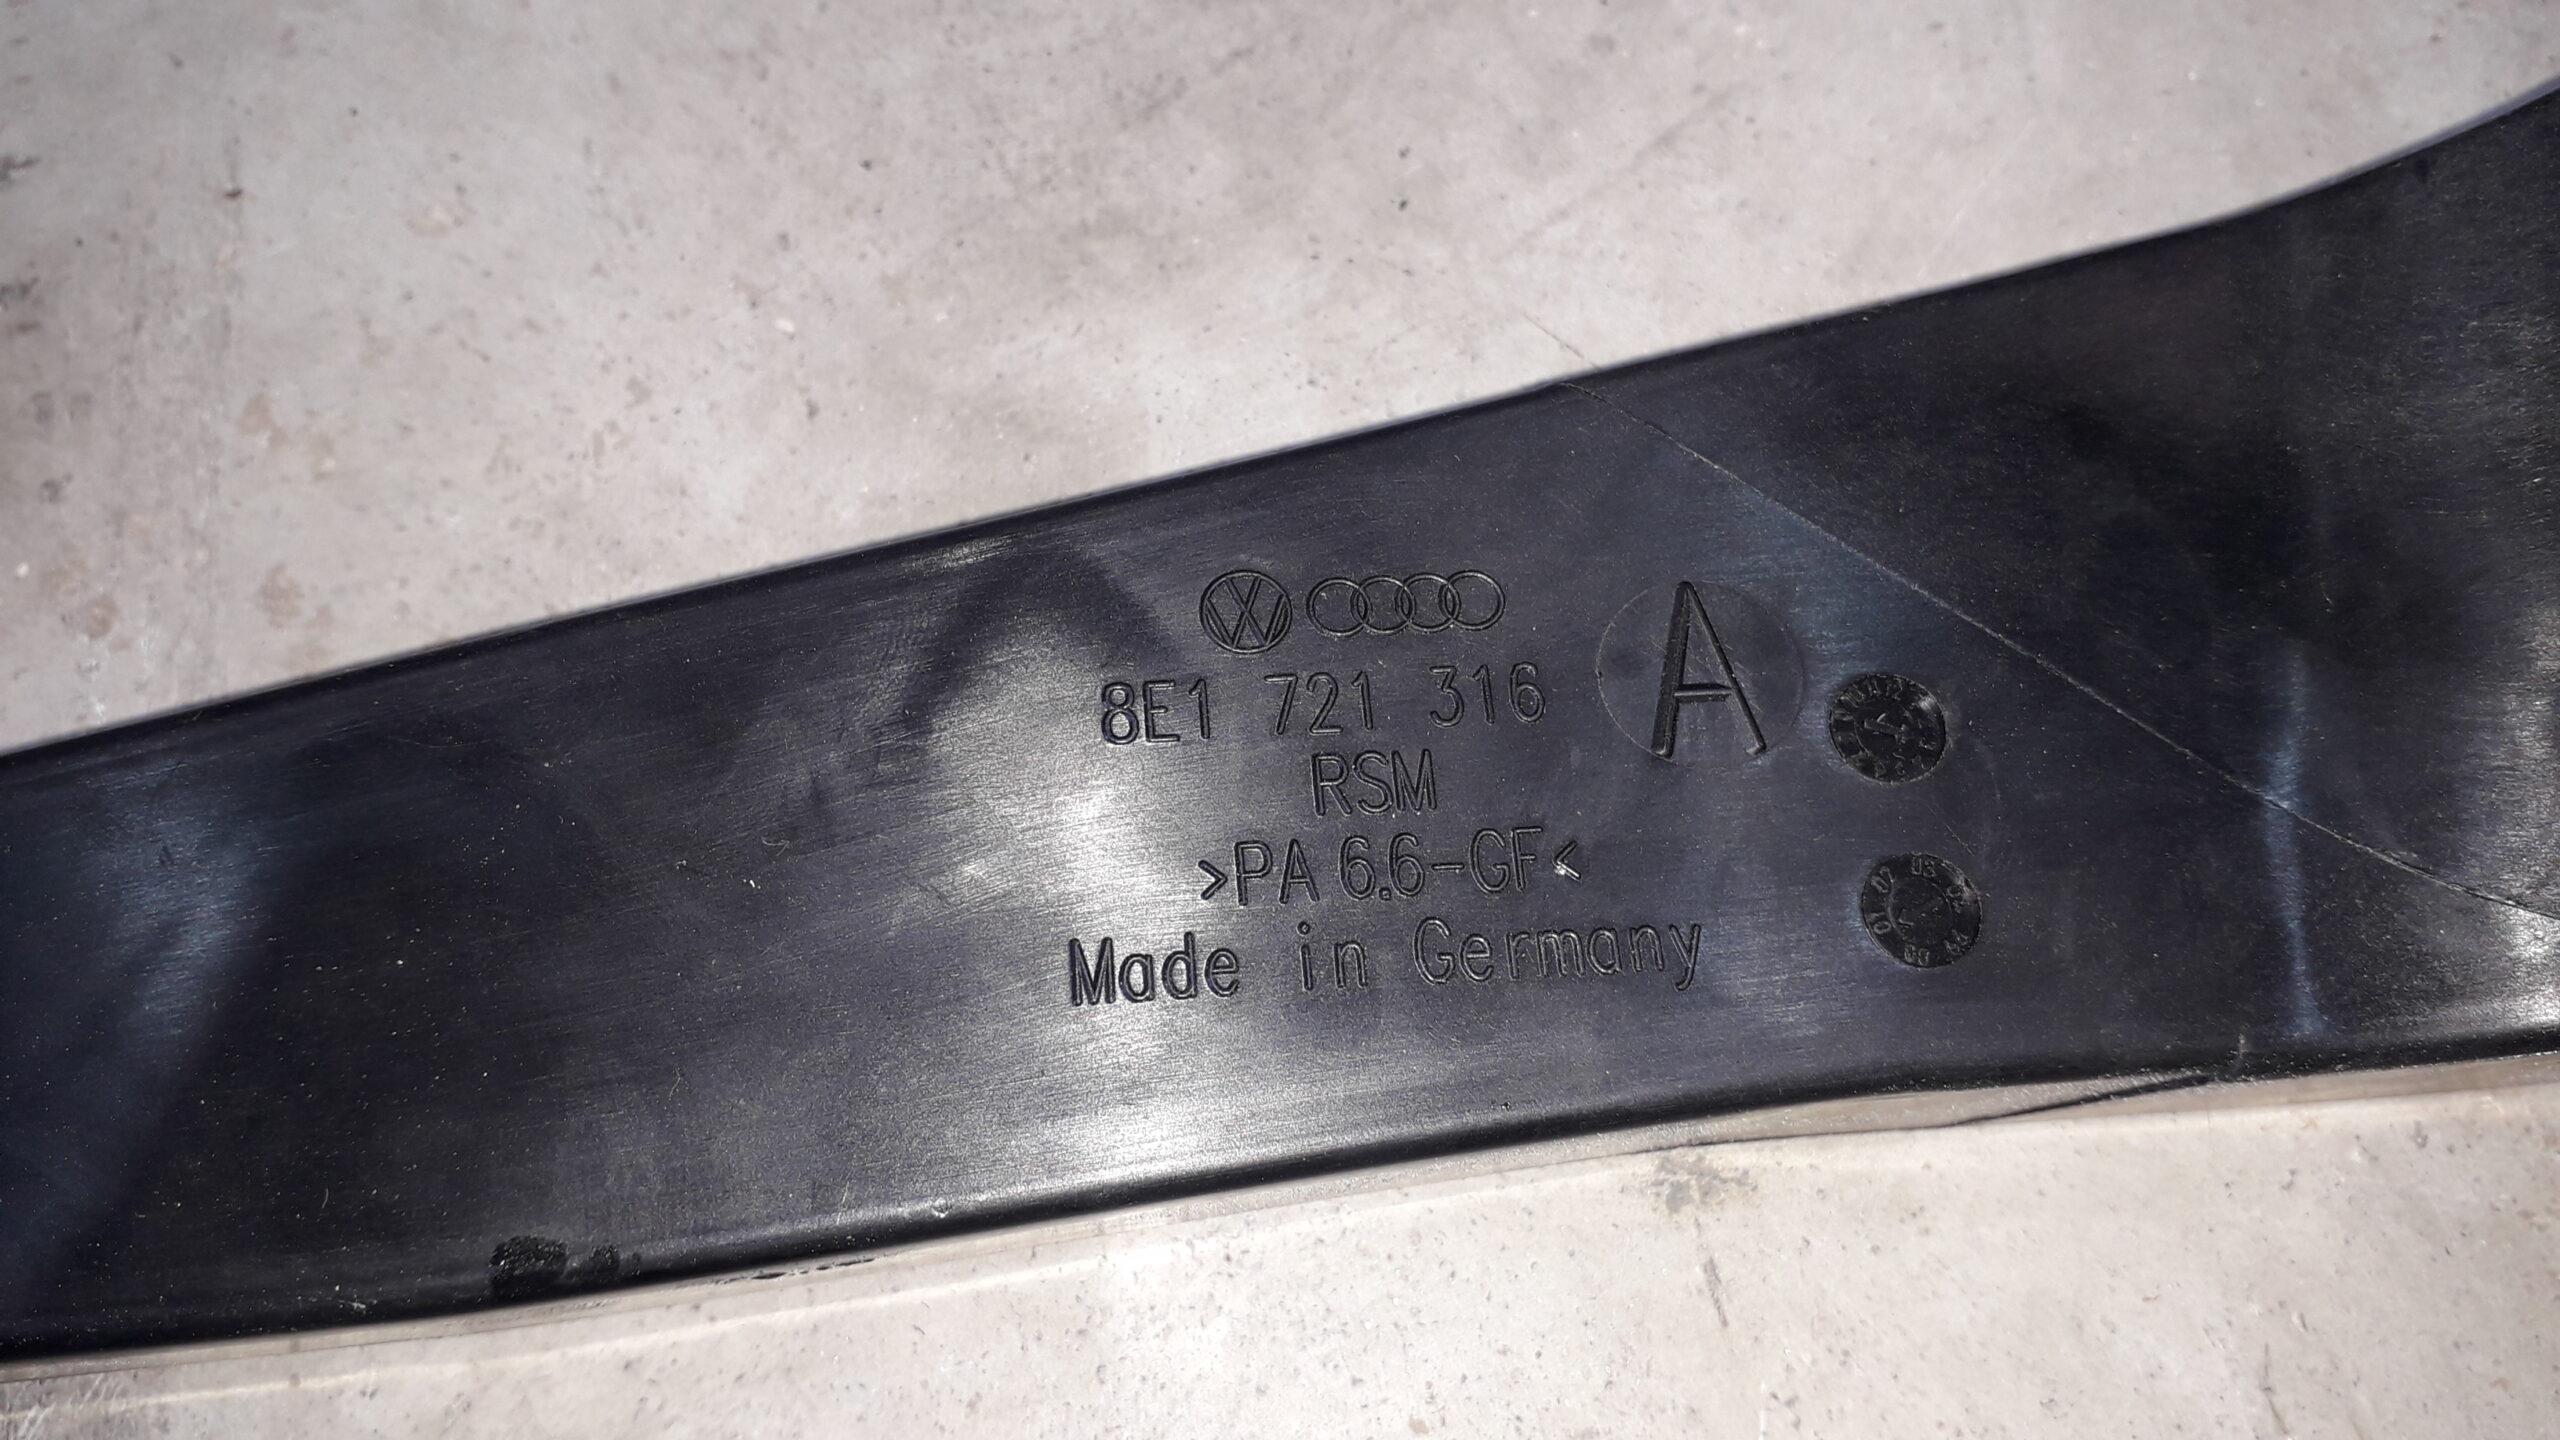 8E1 721 316
A
RSM
>PA 6.6-GF<
Made in Germany